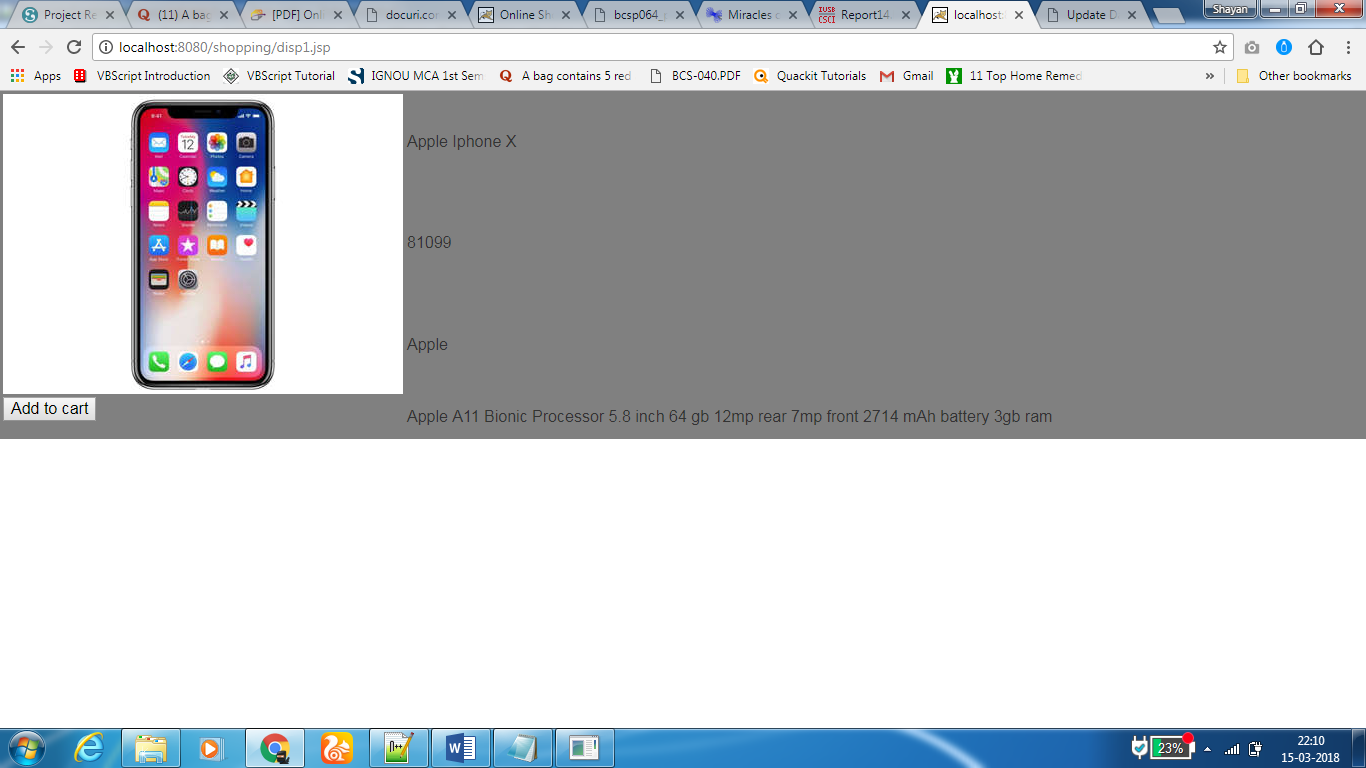 Project Re (11) A bag [PDF] Onli docuri.co Online Sh bcsp064_ Miracles Report14. localhost: Update D Shayan
localhost:8080/shopping/disp1.jsp
Apps VBScript Introduction VBScript Tutorial IGNOU MCA 1st Sem A bag contains 5 red BCS-040.PDF Quackit Tutorials Gmail 11 Top Home Remed » Other bookmarks
Apple Iphone X
81099
Apple
Add to cart
Apple A11 Bionic Processor 5.8 inch 64 gb 12mp rear 7mp front 2714 mAh battery 3gb ram
23% 22:10
15-03-2018